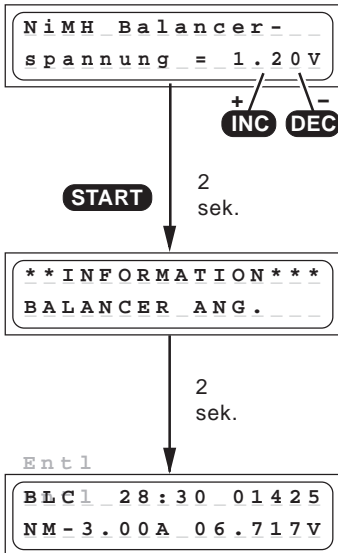 NiMH Balancer-
spannung = 1.20V
+ -
INC DEC
START 2
sek.
**INFORMATION***
BALANCER ANG.
2
sek.
Entl
BLC 28:30 01425
NM-3.00A 06.717V